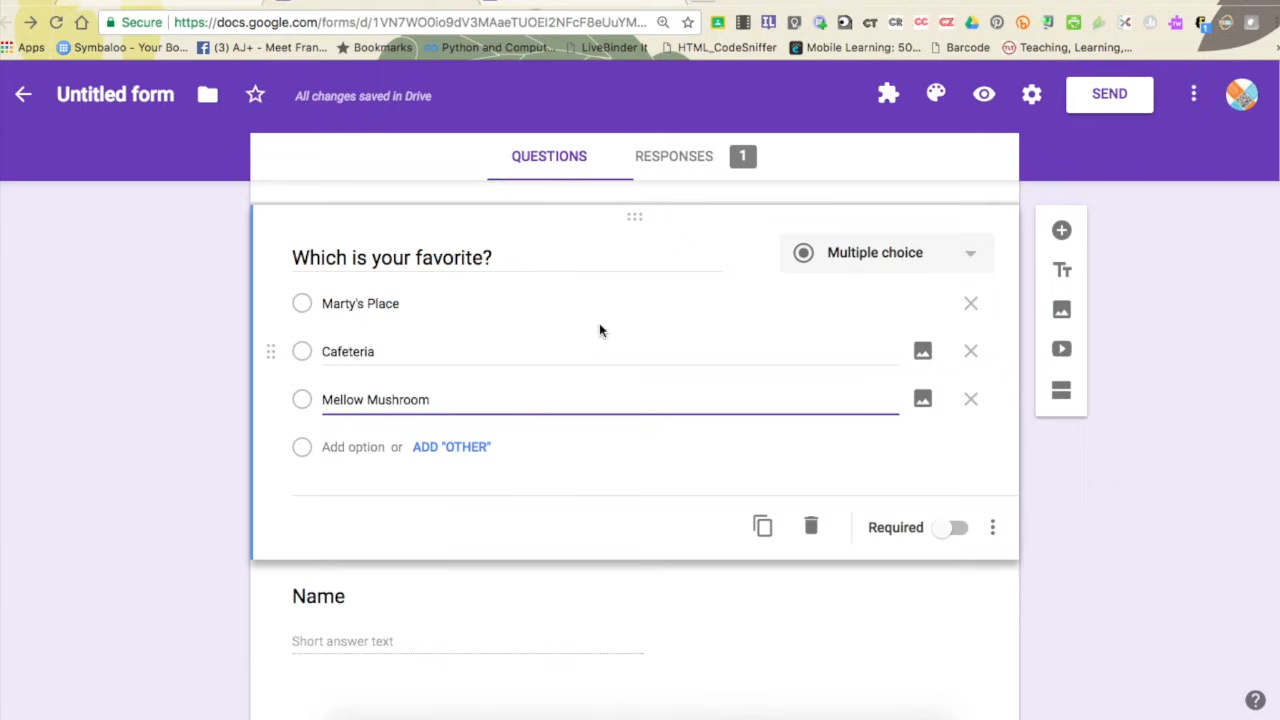 Secure https://docs.google.com/forms/d/1VN7WO0io9dV3MAaeTUOEI2NFcF8eUuYM...
Apps Symbaloo - Your Bo... (3) AJ+ - Meet Fran... Bookmarks Python and Comput... LiveBinder It HTML_CodeSniffer Mobile Learning: 50... Barcode Teaching, Learning,...
Untitled form All changes saved in Drive SEND
QUESTIONS RESPONSES 1
Which is your favorite? Multiple choice
Marty's Place
Cafeteria
Mellow Mushroom
Add option or ADD "OTHER"
Required
Name
Short answer text